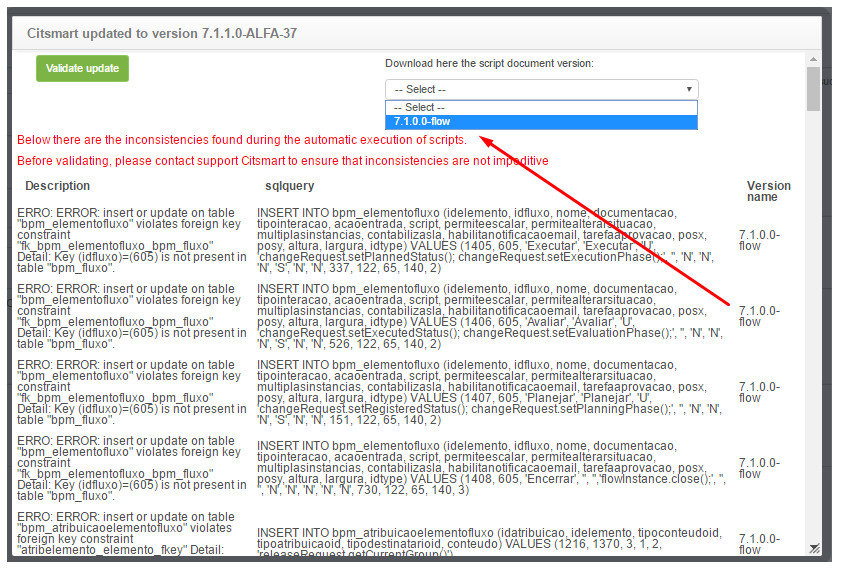 Citsmart updated to version 7.1.1.0-ALFA-37
Validate update
Download here the script document version:
-- Select --
-- Select --
7.1.0.0-flow
Below there are the inconsistencies found during the automatic execution of scripts.
Before validating, please contact support Citsmart to ensure that inconsistencies are not impeditive
Description sqlquery Version
name
ERRO: ERROR: insert or update on table
"bpm_elementofluxo" violates foreign key
constraint
"fk_bpm_elementofluxo_bpm_fluxo"
Detail: Key (idfluxo)=(605) is not present in
table "bpm_fluxo".
INSERT INTO bpm_elementofluxo (idelemento, idfluxo, nome, documentacao,
tipointeracao, acaoentrada, script, permiteescalar, permitealterarsituacao,
multiplasinstancias, contabilizasla, habilitanotificacaoemail, tarefaaprovacao, posx,
posy, altura, largura, idtype) VALUES (1405, 605, 'Executar', 'Executar', 'U',
'changeRequest.setPlannedStatus(); changeRequest.setExecutionPhase();', '', 'N', 'N',
'N', 'S', 'N', 'N', 337, 122, 65, 140, 2)
7.1.0.0-
flow
ERRO: ERROR: insert or update on table
"bpm_elementofluxo" violates foreign key
constraint
"fk_bpm_elementofluxo_bpm_fluxo"
Detail: Key (idfluxo)=(605) is not present in
table "bpm_fluxo".
INSERT INTO bpm_elementofluxo (idelemento, idfluxo, nome, documentacao,
tipointeracao, acaoentrada, script, permiteescalar, permitealterarsituacao,
multiplasinstancias, contabilizasla, habilitanotificacaoemail, tarefaaprovacao, posx,
posy, altura, largura, idtype) VALUES (1406, 605, 'Avaliar', 'Avaliar', 'U',
'changeRequest.setExecutedStatus(); changeRequest.setEvaluationPhase();', '', 'N', 'N',
'N', 'S', 'N', 'N', 526, 122, 65, 140, 2)
7.1.0.0-
flow
ERRO: ERROR: insert or update on table
"bpm_elementofluxo" violates foreign key
constraint
"fk_bpm_elementofluxo_bpm_fluxo"
Detail: Key (idfluxo)=(605) is not present in
table "bpm_fluxo".
INSERT INTO bpm_elementofluxo (idelemento, idfluxo, nome, documentacao,
tipointeracao, acaoentrada, script, permiteescalar, permitealterarsituacao,
multiplasinstancias, contabilizasla, habilitanotificacaoemail, tarefaaprovacao, posx,
posy, altura, largura, idtype) VALUES (1407, 605, 'Planejar', 'Planejar', 'U',
'changeRequest.setRegisteredStatus(); changeRequest.setPlanningPhase();', '', 'N', 'N',
'N', 'S', 'N', 'N', 151, 122, 65, 140, 2)
7.1.0.0-
flow
ERRO: ERROR: insert or update on table
"bpm_elementofluxo" violates foreign key
constraint
"fk_bpm_elementofluxo_bpm_fluxo"
Detail: Key (idfluxo)=(605) is not present in
table "bpm_fluxo".
INSERT INTO bpm_elementofluxo (idelemento, idfluxo, nome, documentacao,
tipointeracao, acaoentrada, script, permiteescalar, permitealterarsituacao,
multiplasinstancias, contabilizasla, habilitanotificacaoemail, tarefaaprovacao, posx,
posy, altura, largura, idtype) VALUES (1408, 605, 'Encerrar', '', '','flowInstance.close();', '',
'', 'N', 'N', 'N', 'N', 'N', 730, 122, 65, 140, 3)
7.1.0.0-
flow
ERRO: ERROR: insert or update on table
"bpm_atribuicaoelementofluxo" violates
foreign key constraint
"atribelemento_elemento_fkey" Detail:
INSERT INTO bpm_atribuicaoelementofluxo (idatribuicao, idelemento, tipoconteudoid,
tipoatribuicaoid, tipodestinatarioid, conteudo) VALUES (1216, 1370, 3, 1, 2,
'releaseRequest.getCurrentGroup()')
7.1.0.0-
flow